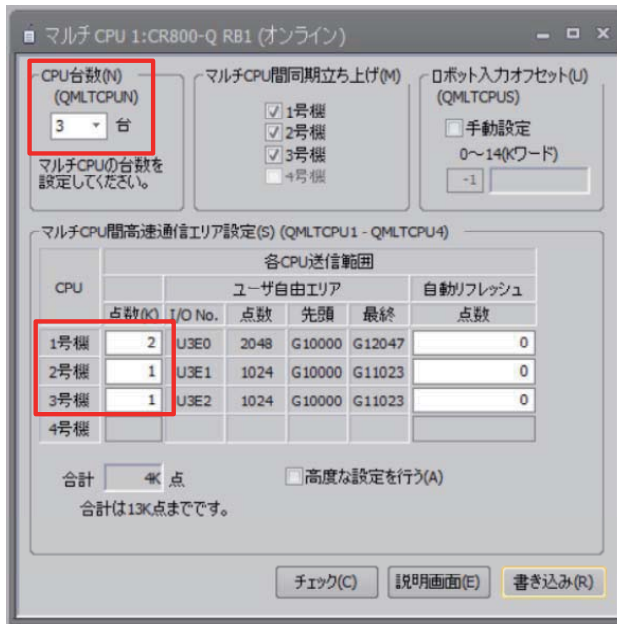 マルチ CPU 1:CR800-Q RB1 (オンライン)
CPU台数(N)
(QMLTCPUN)
3 台
マルチCPUの台数を
設定してください。
マルチCPU間同期立ち上げ(M)
1号機
2号機
3号機
4号機
ロボット入力オフセット(U)
(QMLTCPUS)
手動設定
0～14(Kワード)
-1
マルチCPU間高速通信エリア設定(S) (QMLTCPU1 - QMLTCPU4)
各CPU送信範囲
CPU ユーザ自由エリア 自動リフレッシュ
点数(K) I/O No. 点数 先頭 最終 点数
1号機 2 U3E0 2048 G10000 G12047 0
2号機 1 U3E1 1024 G10000 G11023 0
3号機 1 U3E2 1024 G10000 G11023 0
4号機
合計 4K 点 高度な設定を行う(A)
合計は13K点までです。
チェック(C) 説明画面(E) 書き込み(R)